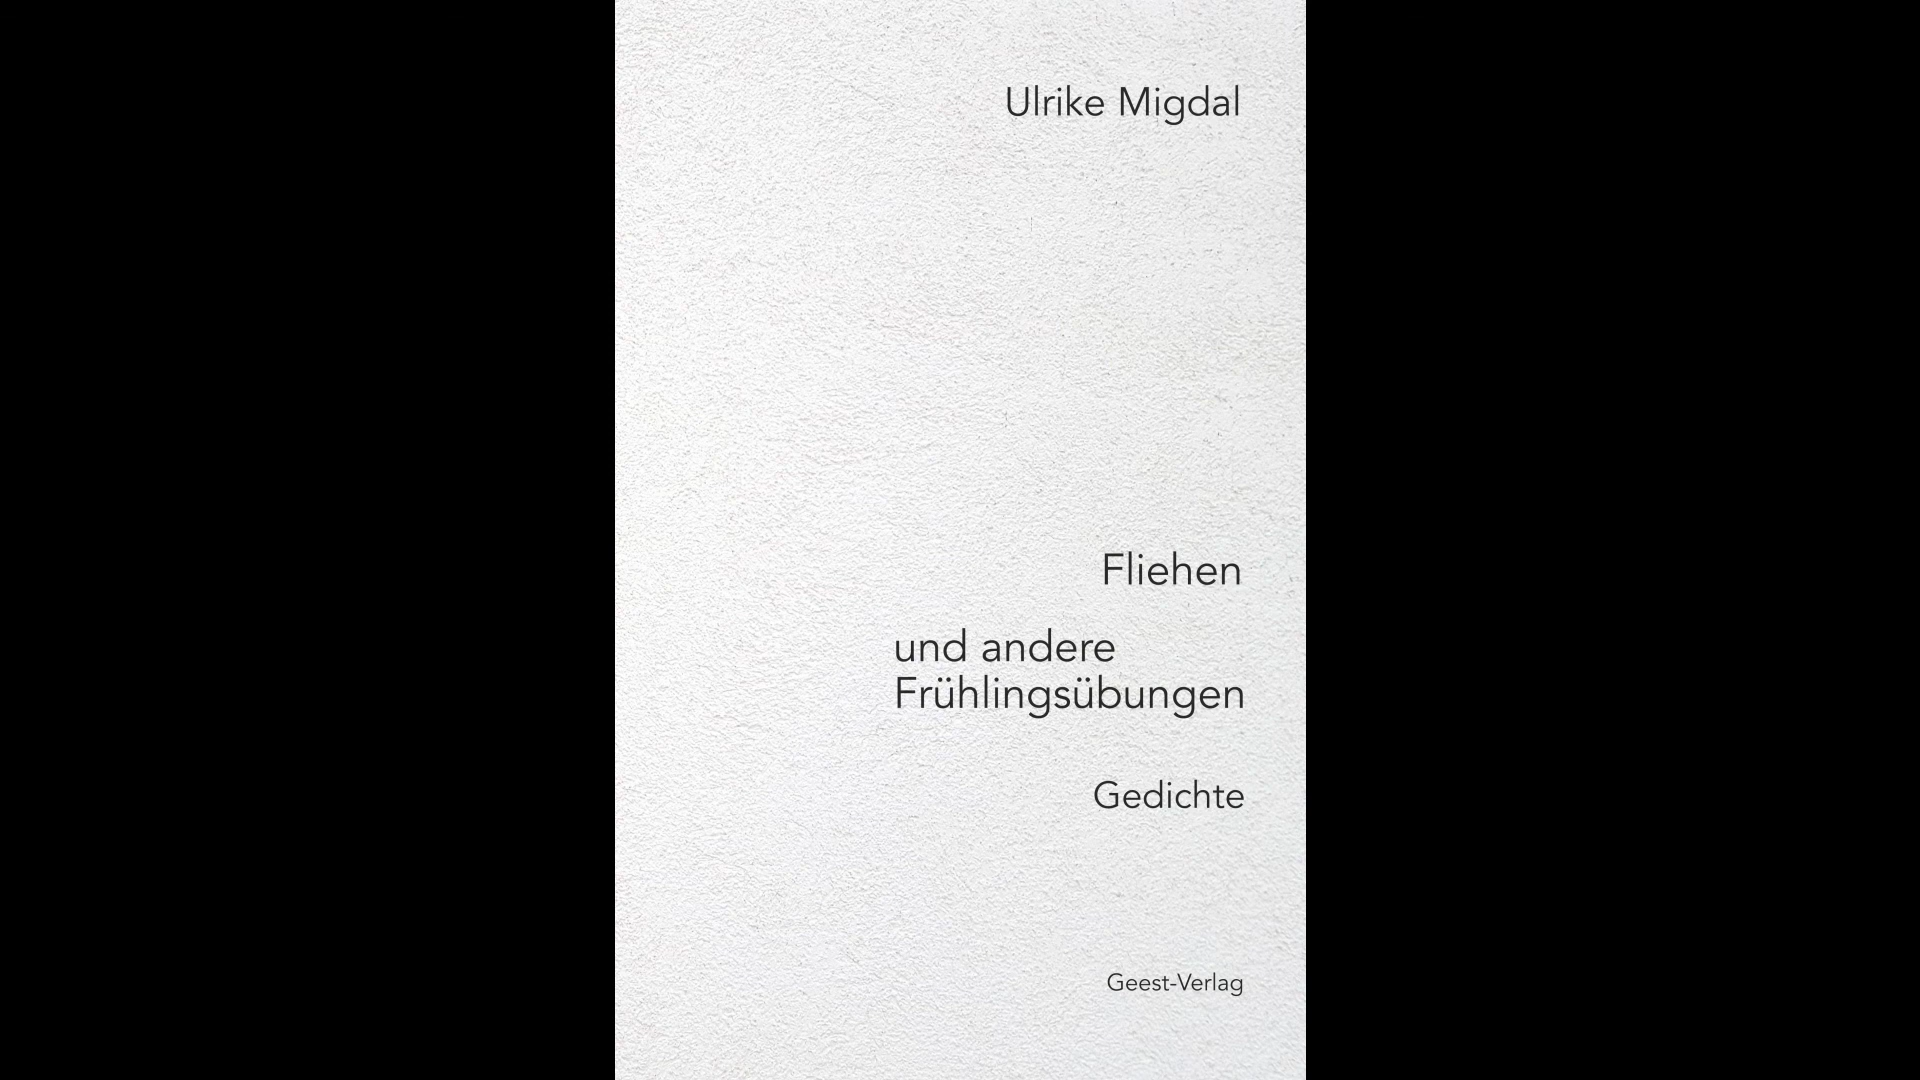 Ulrike Migdal
Fliehen
und andere
Frühlingsübungen
Gedichte
Geest-Verlag